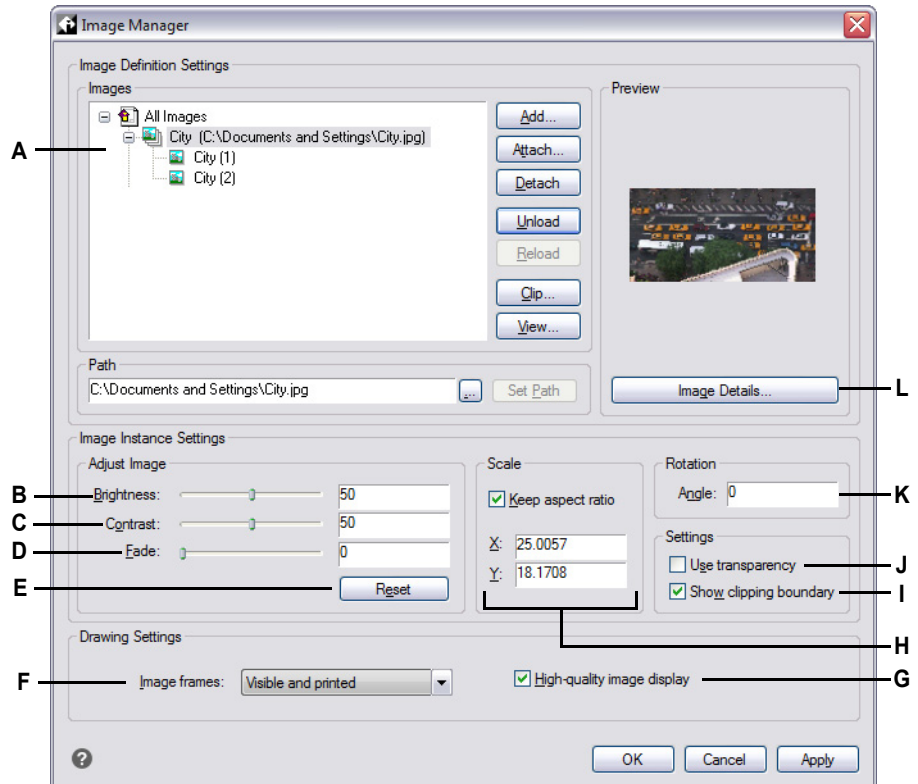 Image Manager
Image Definition Settings
Images
Preview
All Images
Add...
A
City (C:\Documents and Settings\City.jpg)
City (1)
Attach...
City (2)
Detach
Unload
Reload
Clip...
View...
Path
C:\Documents and Settings\City.jpg
...
Set Path
Image Details...
L
Image Instance Settings
Adjust Image
Scale
Rotation
B
Brightness:
50
Keep aspect ratio
Angle:
0
K
C
Contrast:
50
D
Fade:
0
X:
25.0057
Settings
Use transparency
J
E
Reset
Y:
18.1708
Show clipping boundary
I
H
Drawing Settings
F
Image frames:
Visible and printed
High-quality image display
G
?
OK
Cancel
Apply